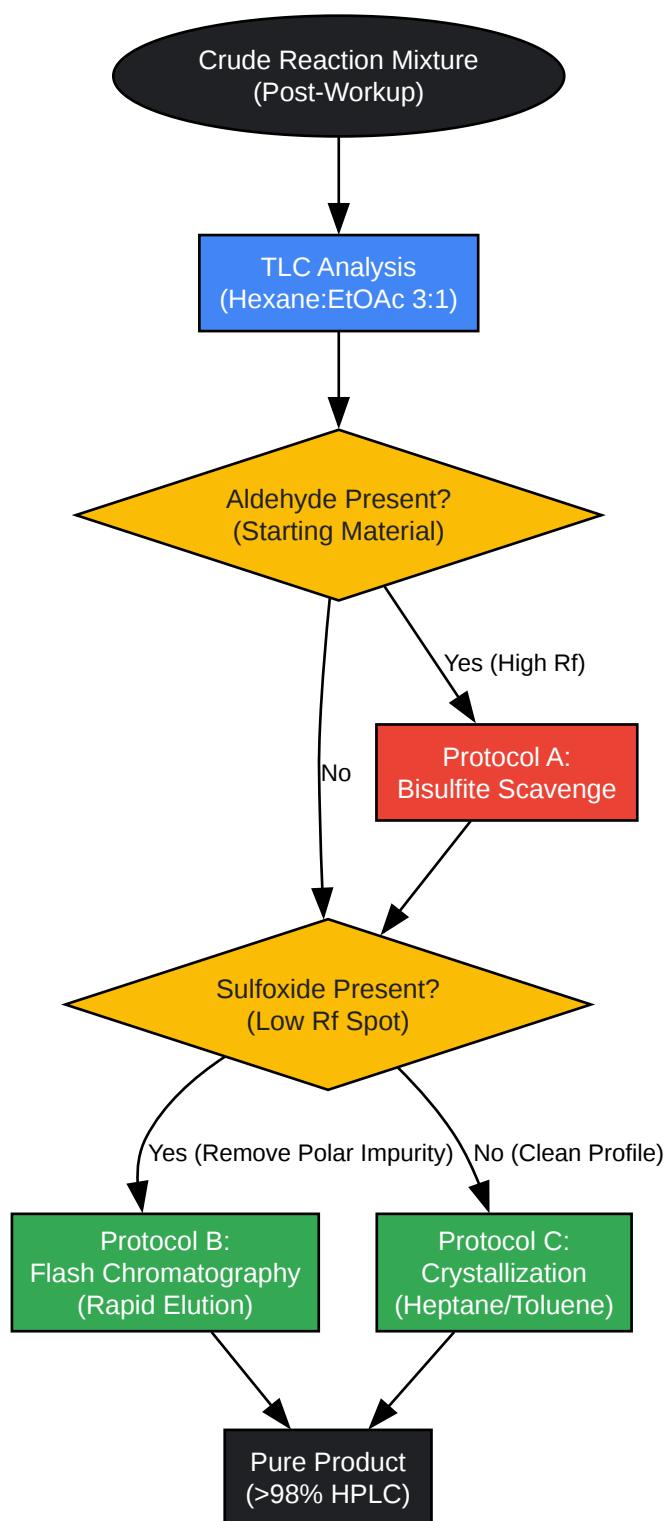 Crude Reaction Mixture
(Post-Workup)
TLC Analysis
(Hexane:EtOAc 3:1)
Aldehyde Present?
(Starting Material)
Yes (High Rf)
Protocol A:
Bisulfite Scavenge
No
Sulfoxide Present?
(Low Rf Spot)
Yes (Remove Polar Impurity)
No (Clean Profile)
Protocol B:
Flash Chromatography
(Rapid Elution)
Protocol C:
Crystallization
(Heptane/Toluene)
Pure Product
(>98% HPLC)